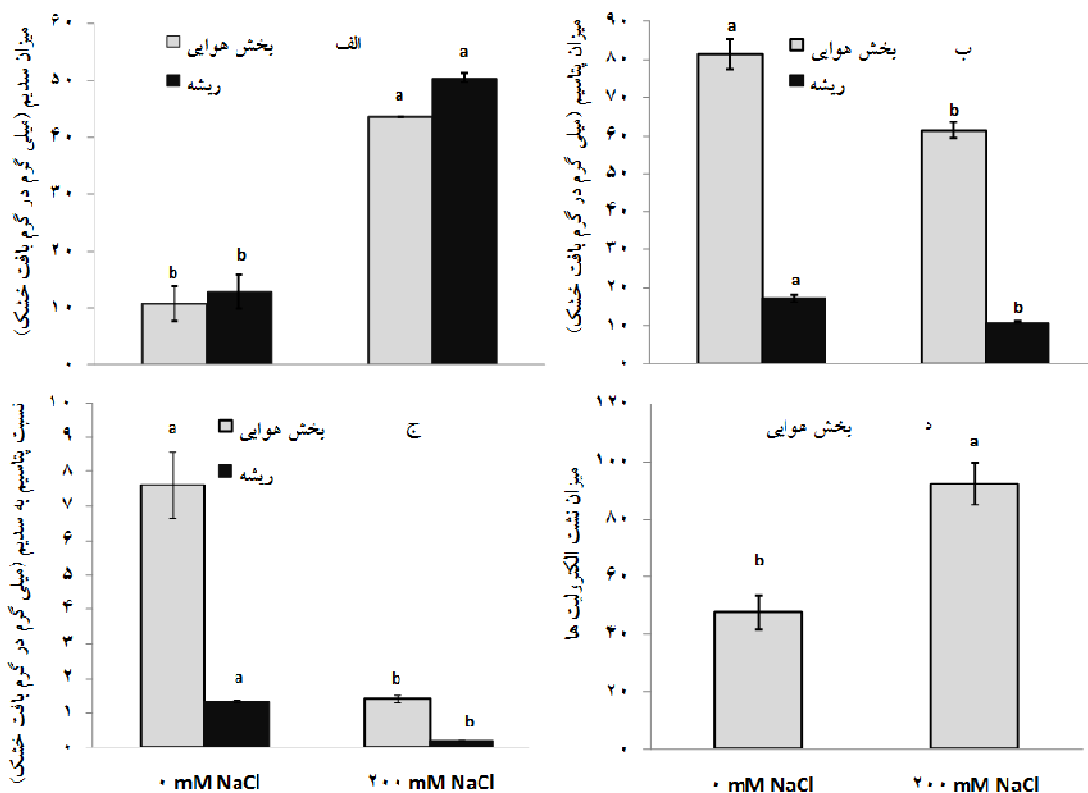 میزان سدیم (میلی گرم در گرم بافت خشک)
۶۰
۵۰
۴۰
۳۰
۲۰
۱۰
۰
بخش هوایی
ریشه
الف
b
b
a
a
میزان پتاسیم (میلی گرم در گرم بافت خشک)
۹۰
۸۰
۷۰
۶۰
۵۰
۴۰
۳۰
۲۰
۱۰
۰
بخش هوایی
ریشه
ب
a
a
b
b
نسبت پتاسیم به سدیم (میلی گرم در گرم بافت خشک)
۱۰
۹
۸
۷
۶
۵
۴
۳
۲
۱
۰
بخش هوایی
ریشه
ج
a
a
b
b
۰ mM NaCl
۲۰۰ mM NaCl
میزان نشت الکترولیت ها
۱۲۰
۱۰۰
۸۰
۶۰
۴۰
۲۰
۰
بخش هوایی
د
b
a
۰ mM NaCl
۲۰۰ mM NaCl